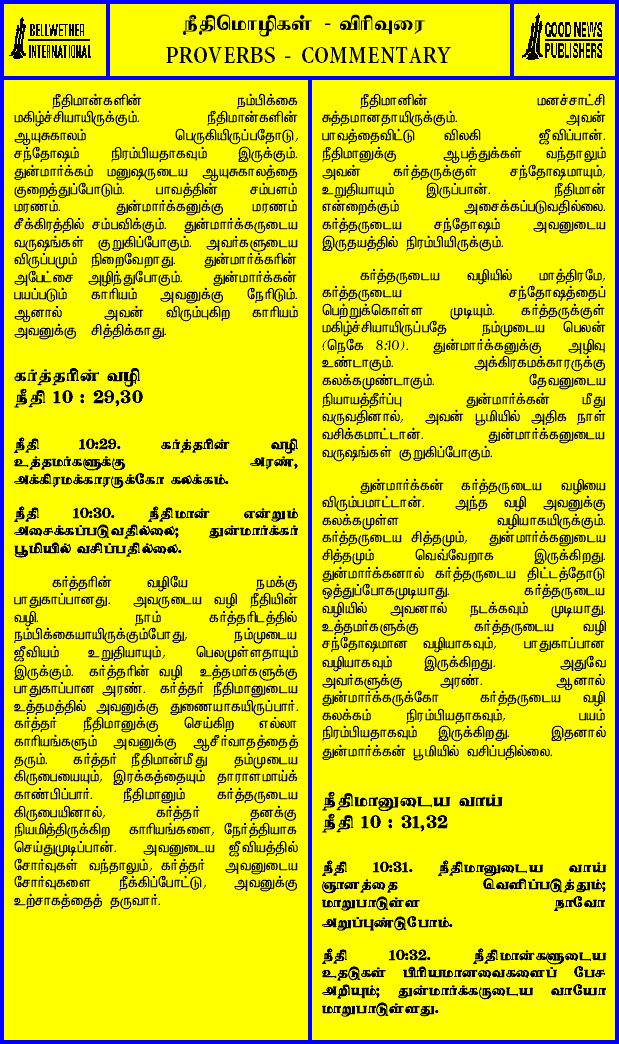 BELLWETHER
INTERNATIONAL
நீதிமொழிகள் - விரிவுரை
PROVERBS - COMMENTARY
GOOD NEWS
PUBLISHERS
நீதிமான்களின் நம்பிக்கை
மகிழ்ச்சியாயிருக்கும். நீதிமான்களின்
ஆயுசுகாலம் பெருகியிருப்பதோடு,
சந்தோஷம் நிரம்பியதாகவும் இருக்கும்.
துன்மார்க்கம் மனுஷருடைய ஆயுசுகாலத்தை
குறைத்துப்போடும். பாவத்தின் சம்பளம்
மரணம். துன்மார்க்கனுக்கு மரணம்
சீக்கிரத்தில் சம்பவிக்கும். துன்மார்க்கருடைய
வருஷங்கள் குறுகிப்போகும். அவர்களுடைய
விருப்பமும் நிறைவேறாது. துன்மார்க்கரின்
அபேட்சை அழிந்துபோகும். துன்மார்க்கன்
பயப்படும் காரியம் அவனுக்கு நேரிடும்.
ஆனால் அவன் விரும்புகிற காரியம்
அவனுக்கு சித்திக்காது.
கர்த்தரின் வழி
நீதி 10 : 29,30
நீதி 10:29. கர்த்தரின் வழி
உத்தமர்களுக்கு அரண்,
அக்கிரமக்காரருக்கோ கலக்கம்.
நீதி 10:30. நீதிமான் என்றும்
அசைக்கப்படுவதில்லை; துன்மார்க்கர்
பூமியில் வசிப்பதில்லை.
கர்த்தரின் வழியே நமக்கு
பாதுகாப்பானது. அவருடைய வழி நீதியின்
வழி. நாம் கர்த்தரிடத்தில்
நம்பிக்கையாயிருக்கும்போது, நம்முடைய
ஜீவியம் உறுதியாயும், பெலமுள்ளதாயும்
இருக்கும். கர்த்தரின் வழி உத்தமர்களுக்கு
பாதுகாப்பான அரண். கர்த்தர் நீதிமானுடைய
உத்தமத்தில் அவனுக்கு துணையாகயிருப்பார்.
கர்த்தர் நீதிமானுக்கு செய்கிற எல்லா
காரியங்களும் அவனுக்கு ஆசீர்வாதத்தைத்
தரும். கர்த்தர் நீதிமான்மீது தம்முடைய
கிருபையையும், இரக்கத்தையும் தாராளமாய்க்
காண்பிப்பார். நீதிமானும் கர்த்தருடைய
கிருபையினால், கர்த்தர் தனக்கு
நியமித்திருக்கிற காரியங்களை, நேர்த்தியாக
செய்துமுடிப்பான். அவனுடைய ஜீவியத்தில்
சோர்வுகள் வந்தாலும், கர்த்தர் அவனுடைய
சோர்வுகளை நீக்கிப்போட்டு, அவனுக்கு
உற்சாகத்தைத் தருவார்.
நீதிமானின் மனச்சாட்சி
சுத்தமானதாயிருக்கும். அவன்
பாவத்தைவிட்டு விலகி ஜீவிப்பான்.
நீதிமானுக்கு ஆபத்துக்கள் வந்தாலும்
அவன் கர்த்தருக்குள் சந்தோஷமாயும்,
உறுதியாயும் இருப்பான். நீதிமான்
என்றைக்கும் அசைக்கப்படுவதில்லை.
கர்த்தருடைய சந்தோஷம் அவனுடைய
இருதயத்தில் நிரம்பியிருக்கும்.
கர்த்தருடைய வழியில் மாத்திரமே,
கர்த்தருடைய சந்தோஷத்தைப்
பெற்றுக்கொள்ள முடியும். கர்த்தருக்குள்
மகிழ்ச்சியாயிருப்பதே நம்முடைய பெலன்
(நெகே 8:10). துன்மார்க்கனுக்கு அழிவு
உண்டாகும். அக்கிரகமக்காரருக்கு
கலக்கமுண்டாகும். தேவனுடைய
நியாயத்தீர்ப்பு துன்மார்க்கன் மீது
வருவதினால், அவன் பூமியில் அதிக நாள்
வசிக்கமாட்டான். துன்மார்க்கனுடைய
வருஷங்கள் குறுகிப்போகும்.
துன்மார்க்கன் கர்த்தருடைய வழியை
விரும்பமாட்டான். அந்த வழி அவனுக்கு
கலக்கமுள்ள வழியாகயிருக்கும்.
கர்த்தருடைய சித்தமும், துன்மார்க்கனுடைய
சித்தமும் வெவ்வேறாக இருக்கிறது.
துன்மார்க்கனால் கர்த்தருடைய திட்டத்தோடு
ஒத்துப்போகமுடியாது. கர்த்தருடைய
வழியில் அவனால் நடக்கவும் முடியாது.
உத்தமர்களுக்கு கர்த்தருடைய வழி
சந்தோஷமான வழியாகவும், பாதுகாப்பான
வழியாகவும் இருக்கிறது. அதுவே
அவர்களுக்கு அரண். ஆனால்
துன்மார்க்கருக்கோ கர்த்தருடைய வழி
கலக்கம் நிரம்பியதாகவும், பயம்
நிரம்பியதாகவும் இருக்கிறது. இதனால்
துன்மார்க்கன் பூமியில் வசிப்பதில்லை.
நீதிமானுடைய வாய்
நீதி 10 : 31,32
நீதி 10:31. நீதிமானுடைய வாய்
ஞானத்தை வெளிப்படுத்தும்;
மாறுபாடுள்ள நாவோ
அறுப்புண்டுபோம்.
நீதி 10:32. நீதிமான்களுடைய
உதடுகள் பிரியமானவைகளைப் பேச
அறியும்; துன்மார்க்கருடைய வாயோ
மாறுபாடுள்ளது.